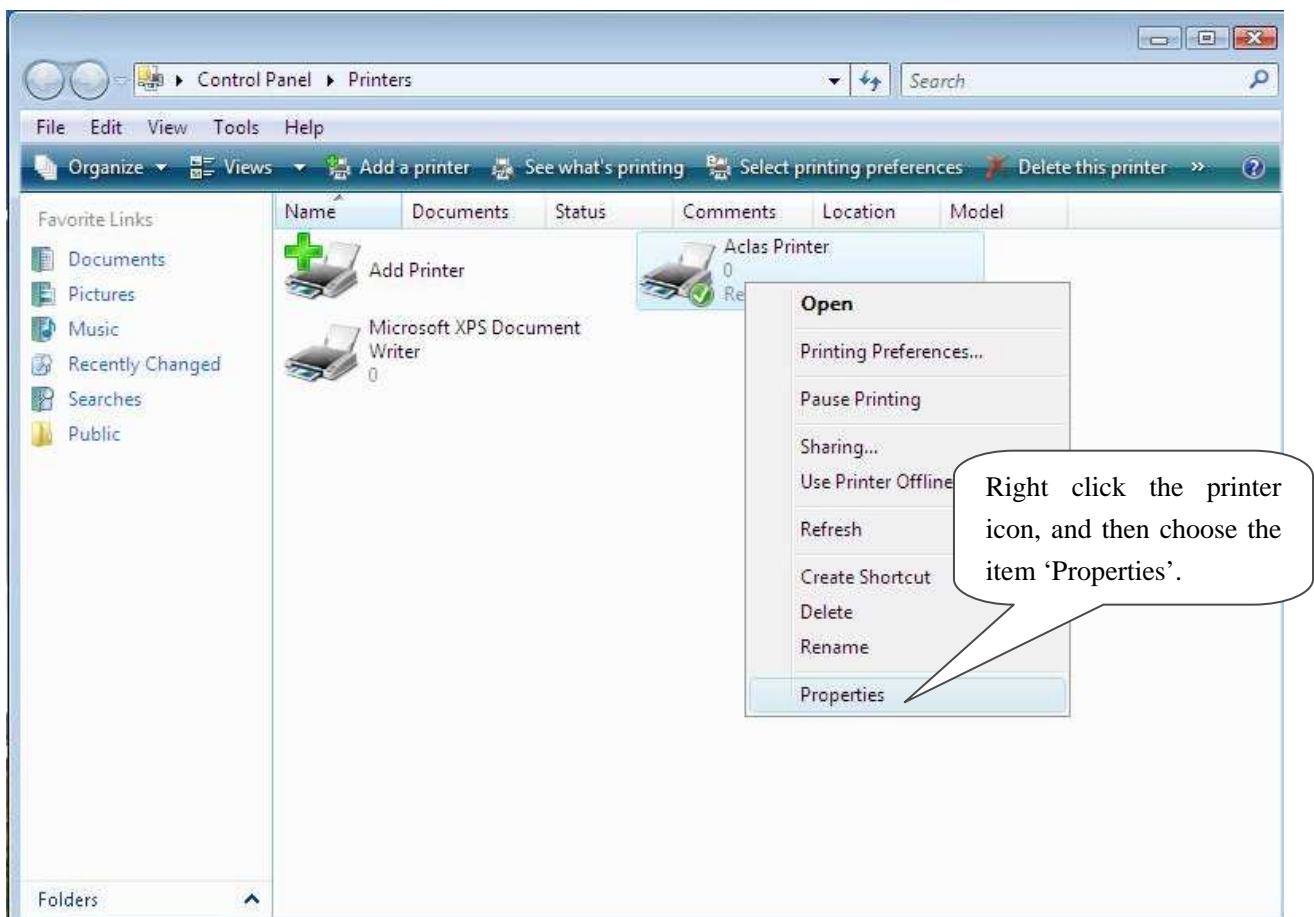 Control Panel Printers
Search
File Edit View Tools Help
Organize Views Add a printer See what's printing Select printing preferences Delete this printer »
Favorite Links
Documents
Pictures
Music
Recently Changed
Searches
Public
Folders
Name Documents Status Comments Location Model
Add Printer
Microsoft XPS Document
Writer
0
Aclas Printer
0
Re
Open
Printing Preferences...
Pause Printing
Sharing...
Use Printer Offline
Refresh
Create Shortcut
Delete
Rename
Properties
Right click the printer
icon, and then choose the
item ‘Properties’.